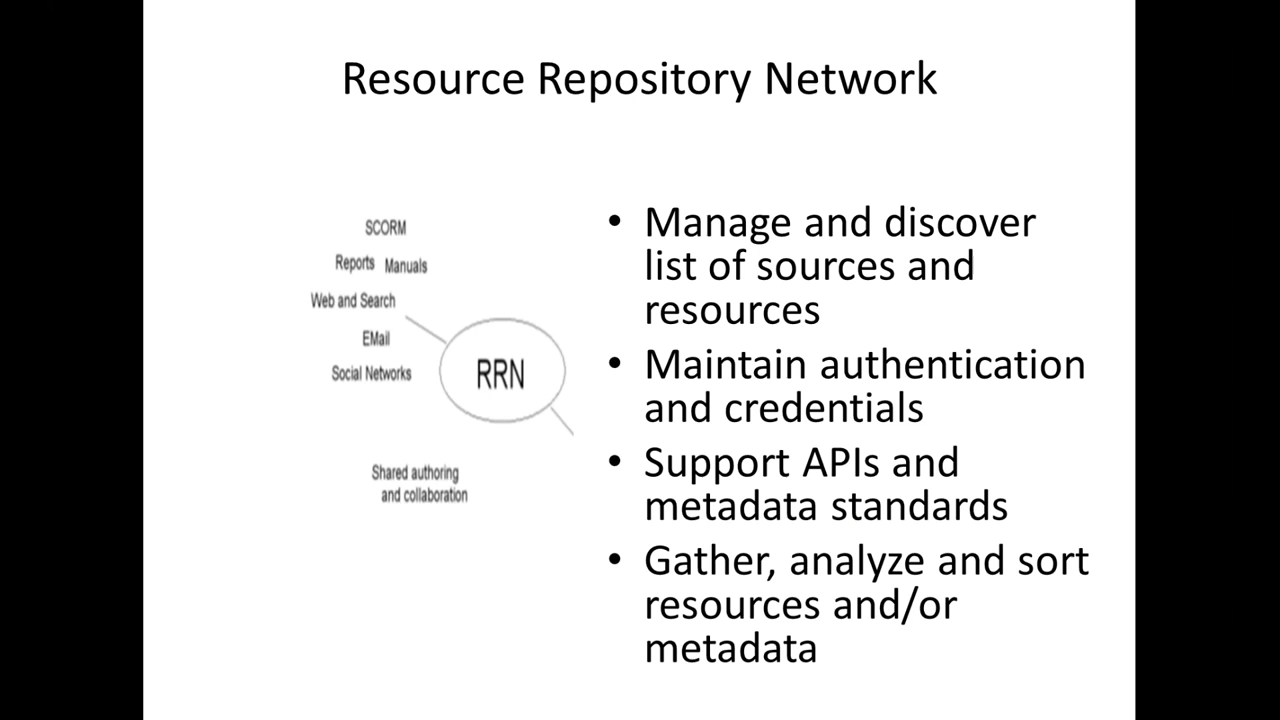 Resource Repository Network
SCORM
Reports Manuals
Web and Search
EMail
Social Networks
RRN
Shared authoring
and collaboration
• Manage and discover
list of sources and
resources
• Maintain authentication
and credentials
• Support APIs and
metadata standards
• Gather, analyze and sort
resources and/or
metadata